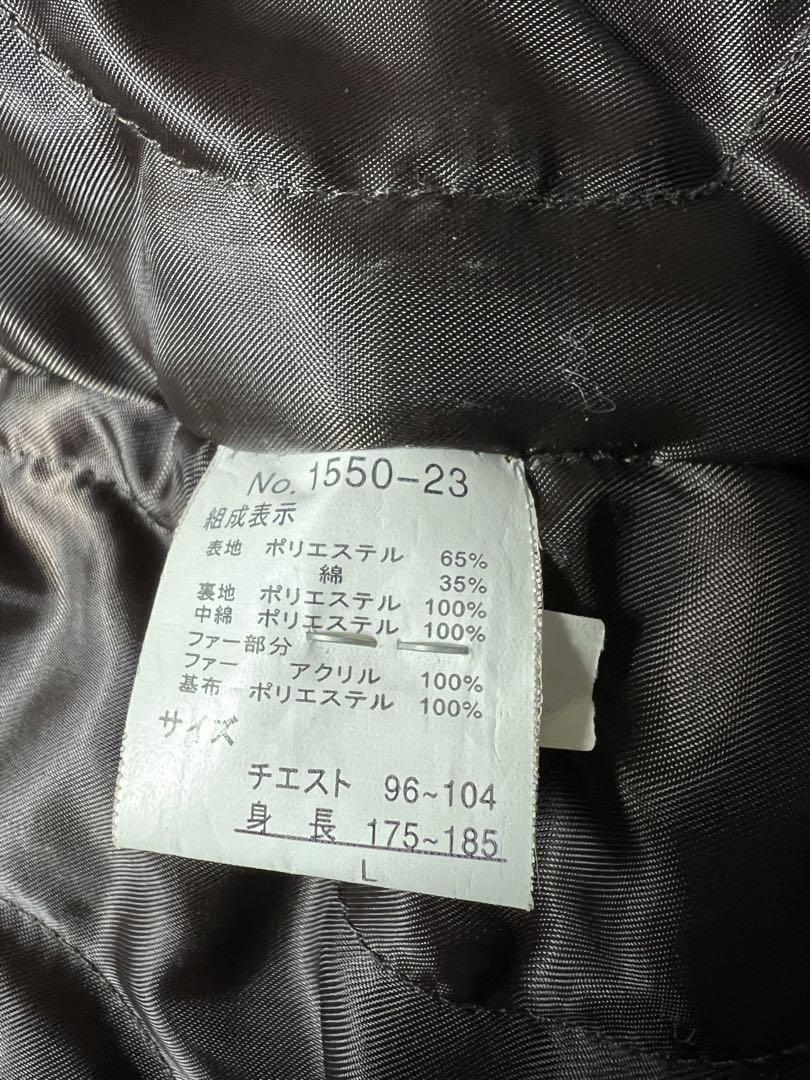 No. 1550-23
組成表示
表地 ポリエステル 65%
綿 35%
裏地 ポリエステル 100%
中綿 ポリエステル 100%
ファー部分
ファー アクリル 100%
基布 ポリエステル 100%
サイズ
チエスト 96~104
身長 175~185
L